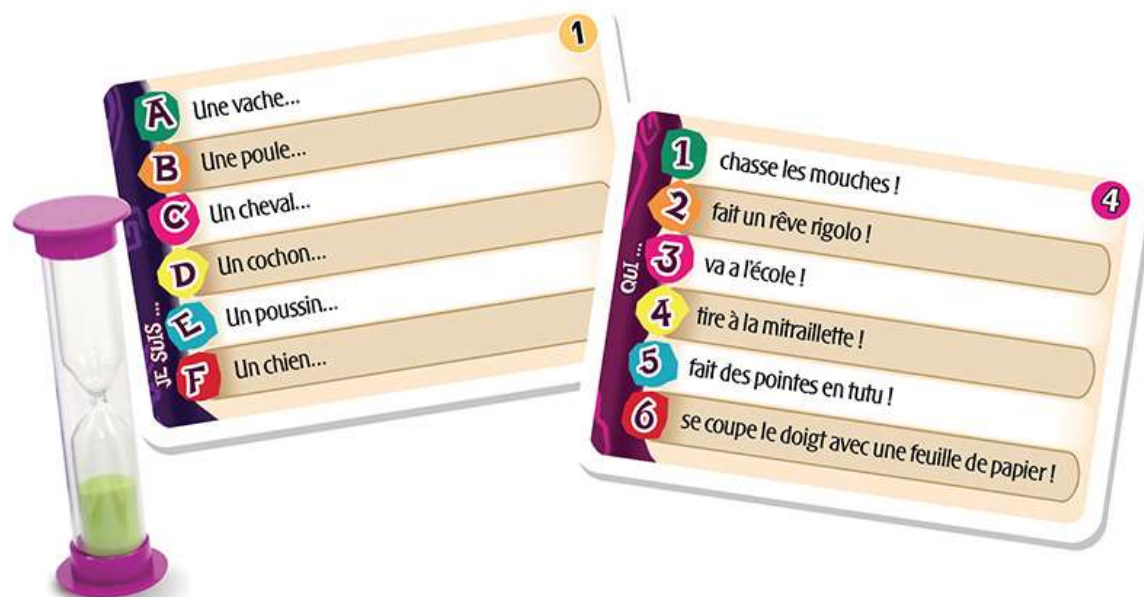 1
JE SUIS ...
A Une vache...
B Une poule...
C Un cheval...
D Un cochon...
E Un poussin...
F Un chien...
4
QUI ...
1 chasse les mouches !
2 fait un rêve rigolo !
3 va a l'école !
4 tire à la mitraillette !
5 fait des pointes en tutu !
6 se coupe le doigt avec une feuille de papier !